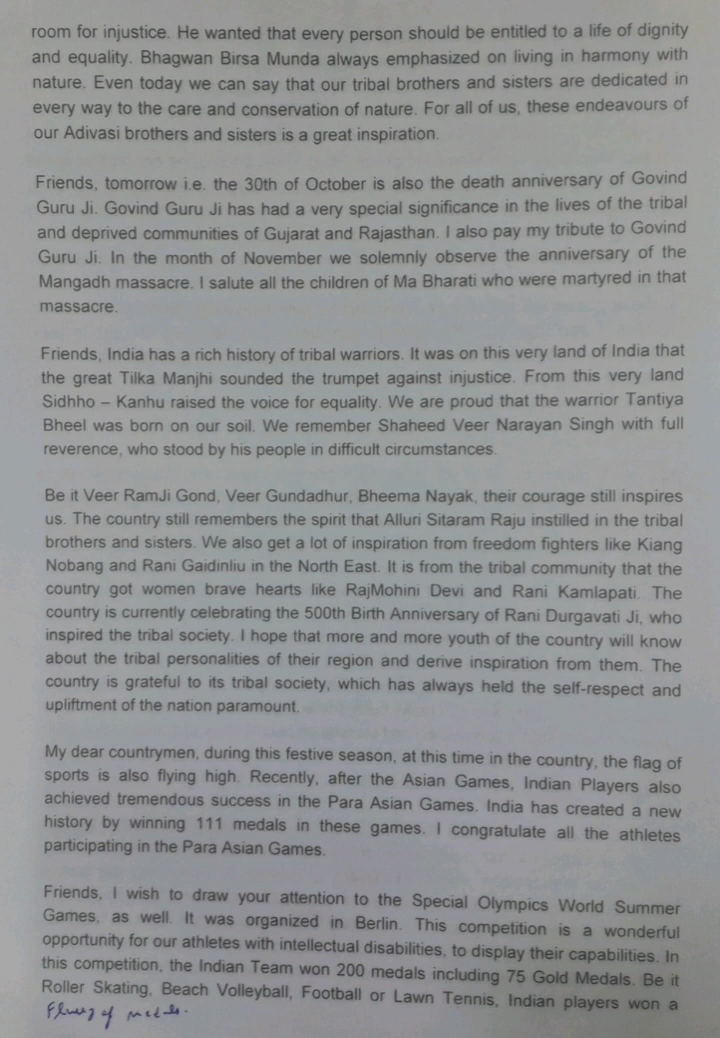 room for injustice. He wanted that every person should be entitled to a life of dignity
and equality. Bhagwan Birsa Munda always emphasized on living in harmony with
nature. Even today we can say that our tribal brothers and sisters are dedicated in
every way to the care and conservation of nature. For all of us, these endeavours of
our Adivasi brothers and sisters is a great inspiration.
Friends, tomorrow i.e. the 30th of October is also the death anniversary of Govind
Guru Ji. Govind Guru Ji has had a very special significance in the lives of the tribal
and deprived communities of Gujarat and Rajasthan. I also pay my tribute to Govind
Guru Ji. In the month of November we solemnly observe the anniversary of the
Mangadh massacre. I salute all the children of Ma Bharati who were martyred in that
massacre.
Friends, India has a rich history of tribal warriors. It was on this very land of India that
the great Tilka Manjhi sounded the trumpet against injustice. From this very land
Sidhho – Kanhu raised the voice for equality. We are proud that the warrior Tantiya
Bheel was born on our soil. We remember Shaheed Veer Narayan Singh with full
reverence, who stood by his people in difficult circumstances.
Be it Veer RamJi Gond, Veer Gundadhur, Bheema Nayak, their courage still inspires
us. The country still remembers the spirit that Alluri Sitaram Raju instilled in the tribal
brothers and sisters. We also get a lot of inspiration from freedom fighters like Kiang
Nobang and Rani Gaidinliu in the North East. It is from the tribal community that the
country got women brave hearts like RajMohini Devi and Rani Kamlapati. The
country is currently celebrating the 500th Birth Anniversary of Rani Durgavati Ji, who
inspired the tribal society. I hope that more and more youth of the country will know
about the tribal personalities of their region and derive inspiration from them. The
country is grateful to its tribal society, which has always held the self-respect and
upliftment of the nation paramount.
My dear countrymen, during this festive season, at this time in the country, the flag of
sports is also flying high. Recently, after the Asian Games, Indian Players also
achieved tremendous success in the Para Asian Games. India has created a new
history by winning 111 medals in these games. I congratulate all the athletes
participating in the Para Asian Games.
Friends, I wish to draw your attention to the Special Olympics World Summer
Games, as well. It was organized in Berlin. This competition is a wonderful
opportunity for our athletes with intellectual disabilities, to display their capabilities. In
this competition, the Indian Team won 200 medals including 75 Gold Medals. Be it
Roller Skating, Beach Volleyball, Football or Lawn Tennis, Indian players won a
of medals.